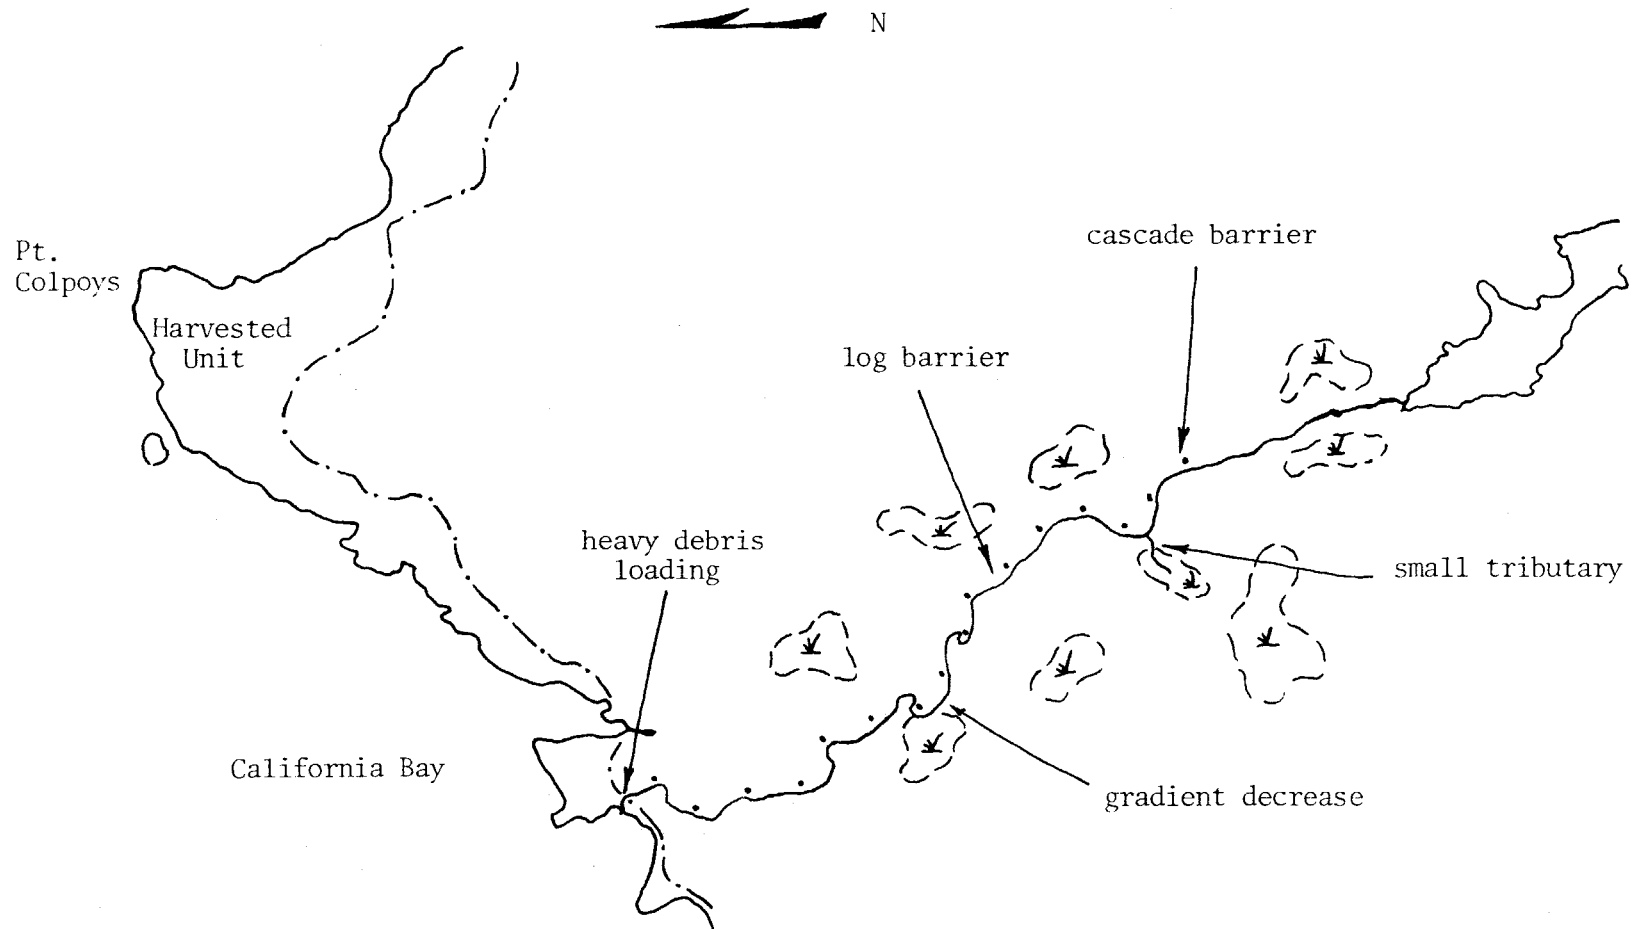 N
cascade barrier
Pt.
Colpoys
Harvested
Unit
log barrier
heavy debris
loading
small tributary
California Bay
gradient decrease